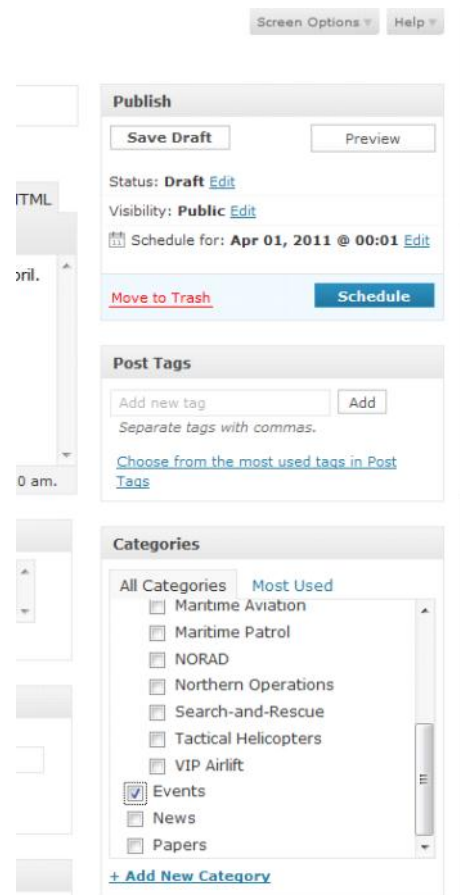 Screen Options Help
Publish
Save Draft Preview
Status: Draft Edit
HTML
Visibility: Public Edit
Schedule for: Apr 01, 2011 @ 00:01 Edit
Move to Trash Schedule
Post Tags
Add new tag Add
Separate tags with commas.
Choose from the most used tags in Post
Tags
0 am.
Categories
All Categories Most Used
Maritime Aviation
Maritime Patrol
NORAD
Northern Operations
Search-and-Rescue
Tactical Helicopters
VIP Airlift
Events
News
Papers
+ Add New Category